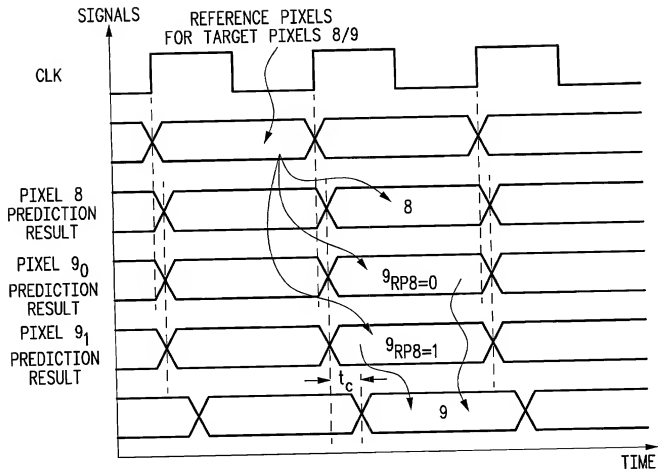 SIGNALS
REFERENCE PIXELS
FOR TARGET PIXELS 8/9
CLK
PIXEL 8
PREDICTION
RESULT
8
PIXEL 9₀
PREDICTION
RESULT
9RP8=0
PIXEL 9₁
PREDICTION
RESULT
9RP8=1
tc
9
TIME